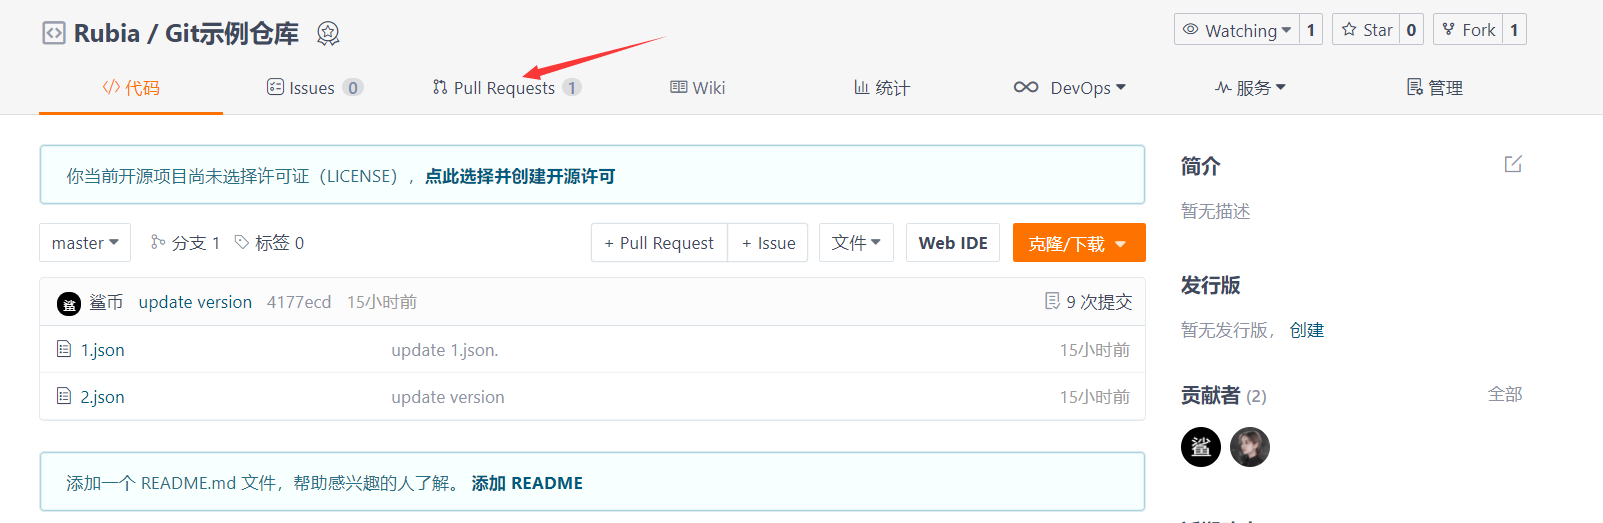 Rubia / Git示例仓库
Watching 1 Star 0 Fork 1
代码 Issues 0 Pull Requests 1 Wiki 统计 DevOps 服务 管理
你当前开源项目尚未选择许可证（LICENSE），点此选择并创建开源许可
简介
暂无描述
master 分支 1 标签 0 + Pull Request + Issue 文件 Web IDE 克隆/下载
鲨币 update version 4177ecd 15小时前 9 次提交
1.json update 1.json. 15小时前
2.json update version 15小时前
发行版
暂无发行版，创建
贡献者 (2) 全部
鲨
鲨
添加一个 README.md 文件，帮助感兴趣的人了解。添加 README